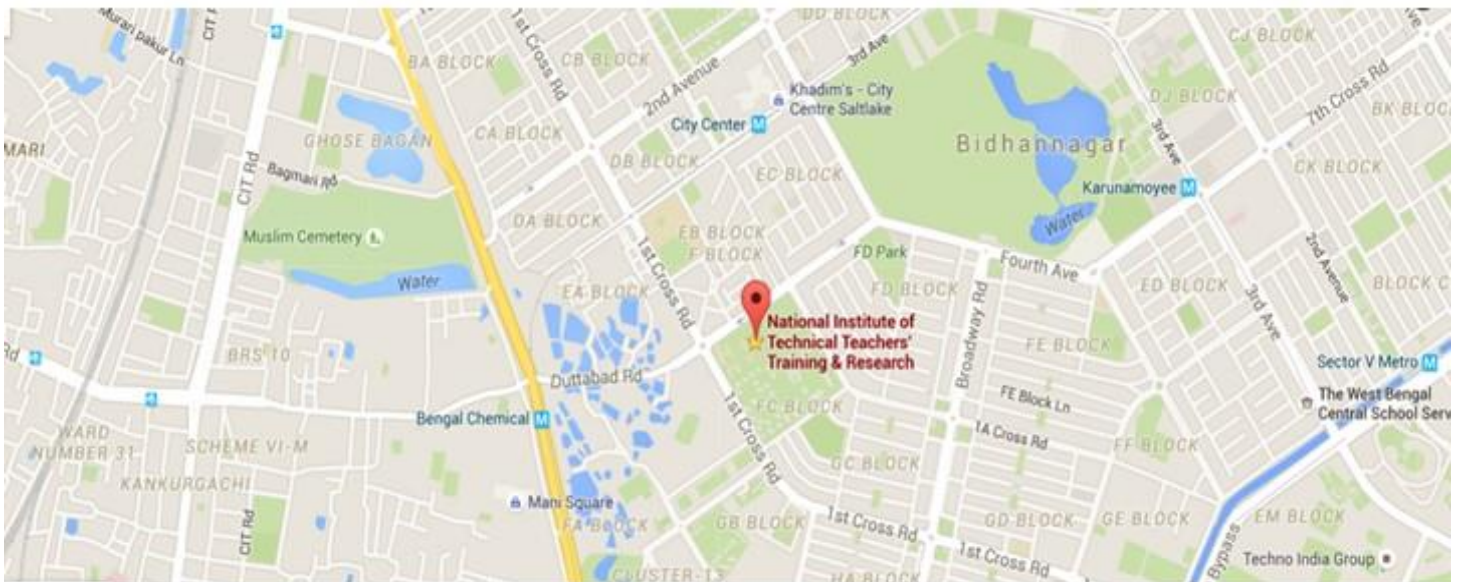 Murari pukur Ln
CIT R
1st Cross Rd
CB BLOCK
BA BLOCK
2nd Avenue
DD BLOCK
3rd Ave
CJ BLOCK
Ave
7th Cross Rd
BK BLOCK
DJ BLOCK
3rd Ave
CK BLOCK
Khadim's - City
Centre Saltlake
City Center M
GHOSE BAGAN
CA BLOCK
DB BLOCK
EC BLOCK
Bidhannagar
Karunamoyee M
MARI
Bagmari Rd
CIT Rd
Muslim Cemetery
Water
DA BLOCK
EB BLOCK
F BLOCK
1st Cross Rd
FD Park
Water
Fourth Ave
ED BLOCK
2nd Avenue
BLOCK C
3rd Ave
EA BLOCK
FD BLOCK
National Institute of
Technical Teachers'
Training & Research
Broadway Rd
FE BLOCK
BRS 10
Rd
Duttabad Rd
Sector V Metro M
The West Bengal
Central School Serv
FE Block Ln
FC BLOCK
1st Cross Rd
1A Cross Rd
Bengal Chemical M
WARD
NUMBER 31
SCHEME VI-M
FF BLOCK
GC BLOCK
KANKURGACHI
Mani Square
FA BLOCK
GB BLOCK
1st Cross Rd
GD BLOCK
GE BLOCK
EM BLOCK
CIT Rd
1st Cross Rd
Bypass
Techno India Group
CLUSTER-13
HA BLOCK